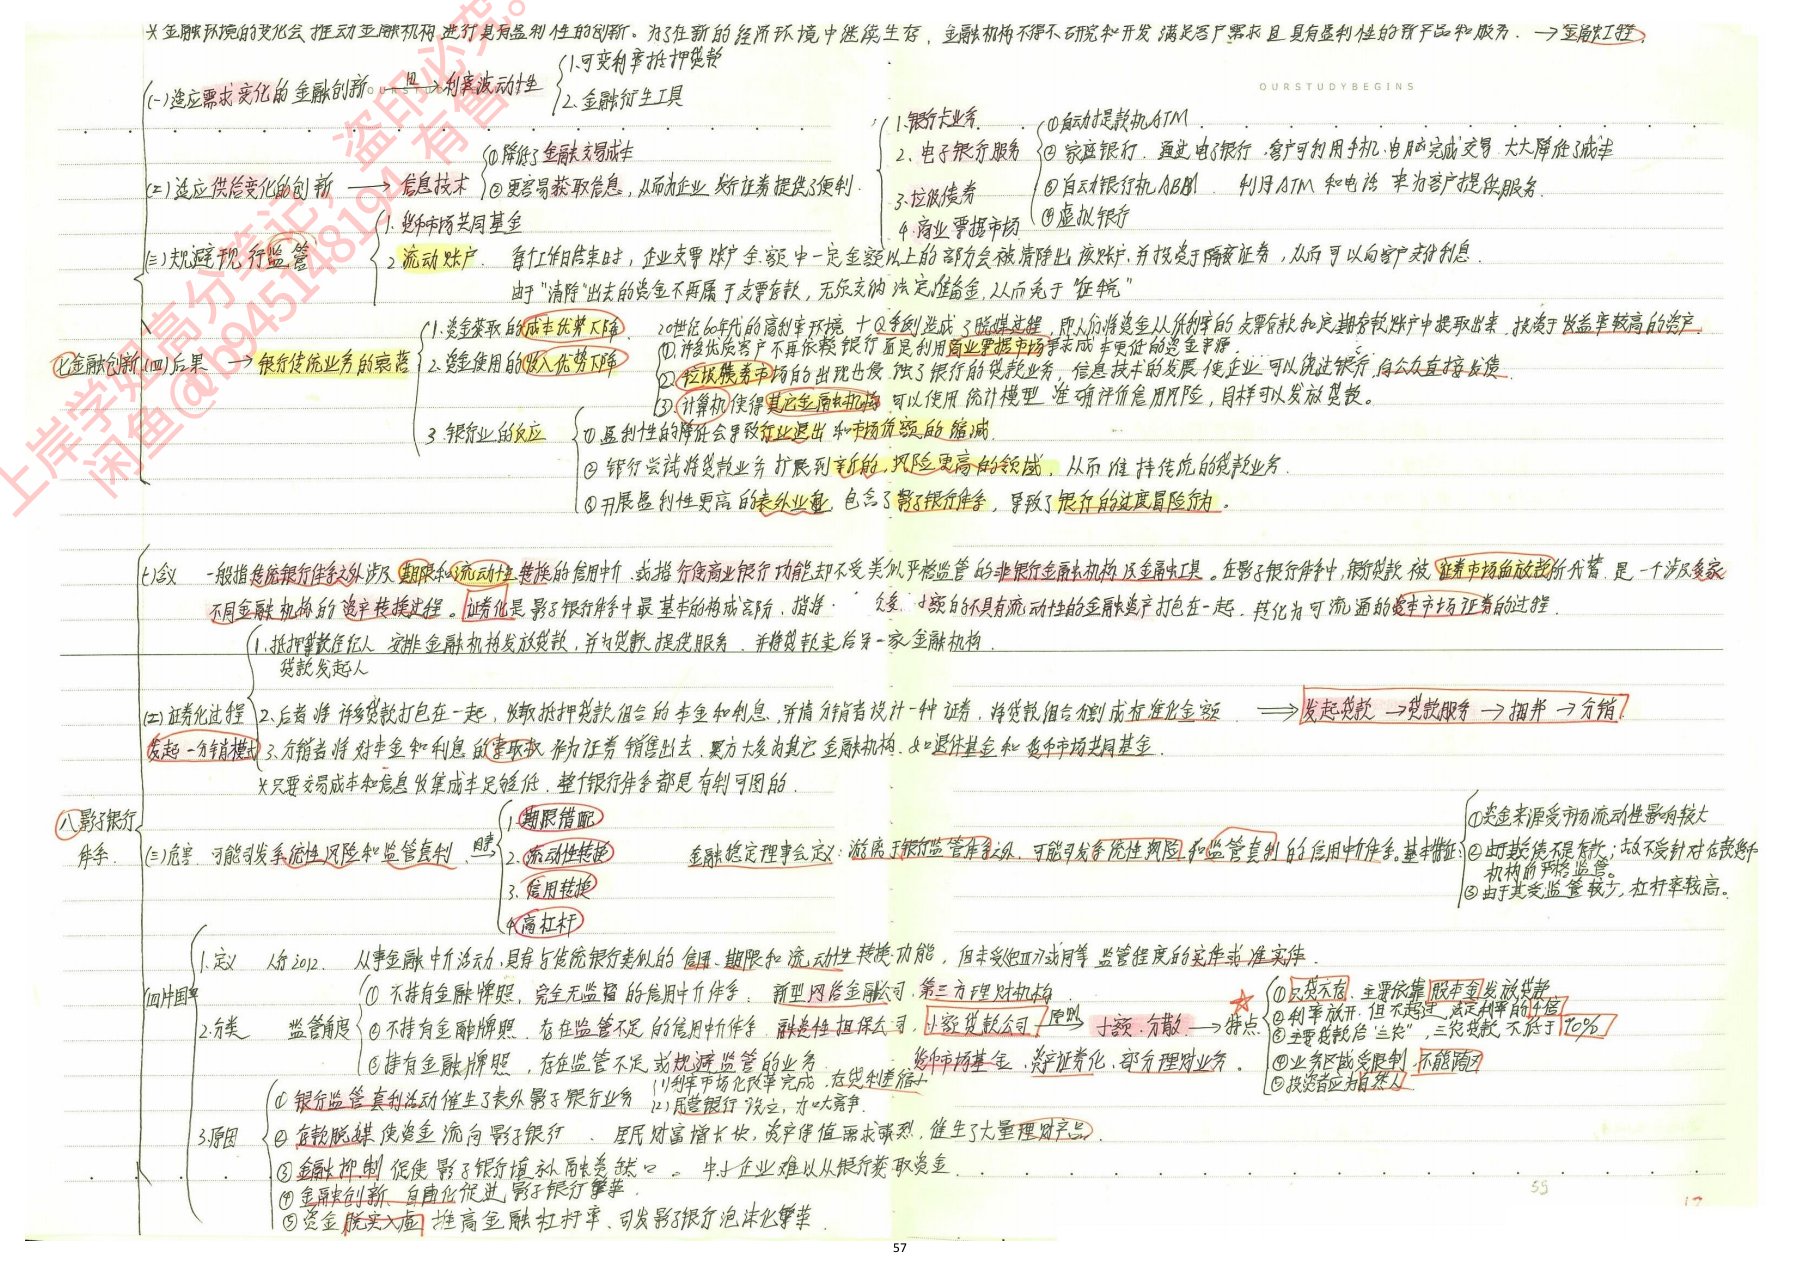 ※金融环境的变化会推动金融机构进行具有盈利性的创新。为了在新的经济环境中继续生存，金融机构不得不研究和开发满足客户需求且具有盈利性的新产品和服务. →金融工程.
OURSTUDYBEGINS
七金融创新
(一)适应需求变化的金融创新 → 利率波动性
1.可变利率抵押贷款
2.金融衍生工具
(二)适应供给变化的创新 → 信息技术
①降低了金融交易成本
②更容易获取信息，从而为企业发行证券提供了便利.
1.银行卡业务.
2.电子银行服务
①自动提款机ATM
②家庭银行.通过电子银行.客户可利用手机.电脑完成交易.大大降低了成本
③自动银行机ABM 利用ATM和电话来为客户提供服务.
④虚拟银行
3.垃圾债券
4.商业票据市场
(三)规避现行监管
1.货币市场共同基金
2.流动账户. 每个工作日结束时，企业支票账户余额中一定金额以上的部分会被清除出该账户.并投资于隔夜证券，从而可以向客户支付利息.
由于"清除"出去的资金不再属于支票存款，无须交纳法定准备金，从而免于"征税"
(四)后果 → 银行传统业务的衰落
1.资金获取的成本优势下降 20世纪60年代的高利率环境+Q条例造成了脱媒过程，即人们将资金从低利率的支票存款和定期存款账户中提取出来，投资于收益率较高的资产.
2.资金使用的收入优势下降
①.许多优质客户不再依赖银行而是利用商业票据市场寻求成本更低的资金来源
②垃圾债券市场的出现也侵蚀了银行的贷款业务，信息技术的发展使企业可以绕过银行.向公众直接发债.
③计算机使得其它金融机构可以使用统计模型准确评价信用风险，同样可以发放贷款。
3.银行业的反应
①盈利性的降低会导致行业退出和市场份额的缩减.
②银行尝试将贷款业务扩展到新的.风险更高的领域，从而维持传统的贷款业务.
③开展盈利性更高的表外业务，包含了影子银行体系，导致了银行的过度冒险行为。
八影子银行体系.
(一)含义 一般指传统银行体系之外涉及期限和流动性转换的信用中介.或指行使商业银行功能却不受类似严格监管的非银行金融机构及金融工具。在影子银行体系中，银行贷款被证券市场的放款所代替.是一个涉及多家
不同金融机构的资产转换过程。证券化是影子银行体系中最基本的构成部分.指将 众多.小额的不具有流动性的金融资产打包在一起.转化为可流通的资本市场证券的过程.
(二)证券化过程
发起-分销模式
1.抵押贷款经纪人 安排金融机构发放贷款，并为贷款提供服务.并将贷款卖给另一家金融机构.
贷款发起人
2.后者将许多贷款打包在一起，收取抵押贷款组合的本金和利息，并请分销者设计一种证券，将贷款组合分割成标准化金额 ⟹ 发起贷款→贷款服务→捆绑→分销
3.分销者将对本金和利息的索取权作为证券销售出去.买方大多为其它金融机构.如退休基金和货币市场共同基金.
※只要交易成本和信息收集成本足够低.整个银行体系都是有利可图的.
(三)危害.可能引发系统性风险和监管套利 因素→
1.期限错配
2.流动性转换
3.信用转换
4.高杠杆
金融稳定理事会定义:游离于银行监管体系之外.可能引发系统性风险和监管套利的信用中介体系.基本特征:
①资金来源受市场流动性影响较大
②由于其负债不是存款;故不受针对存款货币机构的严格监管。
③由于其受监管较少，杠杆率较高。
(四)中国
1.定义 人行2012. 从事金融中介活动，具有与传统银行类似的信用、期限和流动性转换功能，但未受巴Ⅲ或同等监管程度的实体或准实体.
2.分类 监管角度
①不持有金融牌照，完全无监督的信用中介体系. 新型网络金融公司，第三方理财机构
②不持有金融牌照.存在监管不足的信用中介体系.融资性担保公司，小额贷款公司 原则→ 小额.分散 → 特点
③持有金融牌照，存在监管不足或规避监管的业务. 货币市场基金.资产证券化.部分理财业务。
①只贷不存.主要依靠股本金发放贷款
②利率放开.但不超过法定利率的4倍
③主要贷款给"三农"，三农贷款不低于70%
④业务区域受限制.不能跨区
⑤投资者应为自然人
3.原因
①银行监管套利活动催生了表外影子银行业务
(1)利率市场化改革完成.存贷利差缩小
(2)民营银行设立，加大竞争.
②存款脱媒使资金流向影子银行. 居民财富增长快，资产保值需求强烈，催生了大量理财产品.
③金融抑制促使影子银行填补融资缺口。中小企业难以从银行获取资金.
④金融创新、自由化促进影子银行繁荣.
⑤资金脱实入虚推高金融杠杆率、引发影子银行泡沫化繁荣.
59
57
上岸学姐高分笔记，盗印必究。
闲鱼@b945148194有售